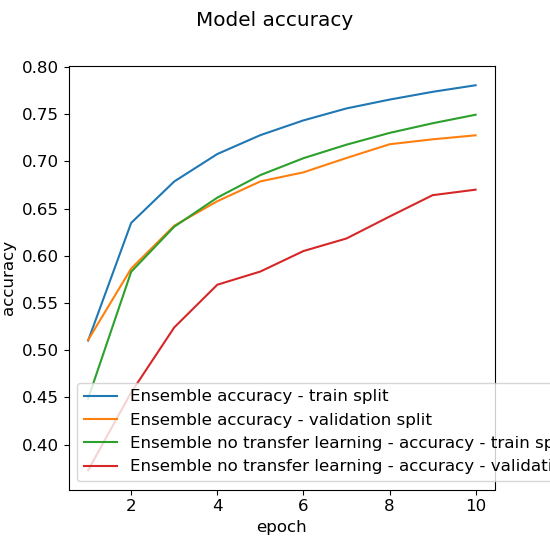 Model accuracy
0.80
0.75
0.70
0.65
0.60
0.55
0.50
0.45
0.40
accuracy
Ensemble accuracy - train split
Ensemble accuracy - validation split
Ensemble no transfer learning - accuracy - train sp
Ensemble no transfer learning - accuracy - validati
2 4 6 8 10
epoch